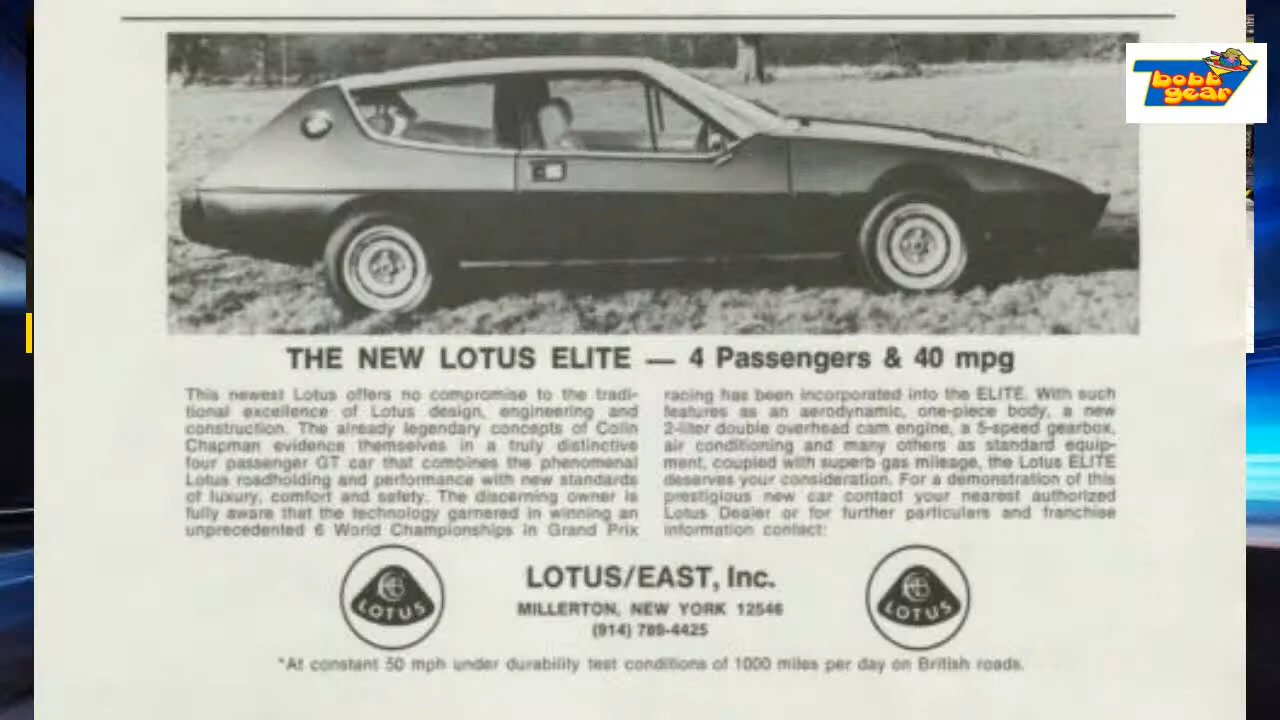 bobb
gear
THE NEW LOTUS ELITE — 4 Passengers & 40 mpg
This newest Lotus offers no compromise to the tradi-
tional excellence of Lotus design, engineering and
construction. The already legendary concepts of Colin
Chapman evidence themselves in a truly distinctive
four passenger GT car that combines the phenomenal
Lotus roadholding and performance with new standards
of luxury, comfort and safety. The discerning owner is
fully aware that the technology garnered in winning an
unprecedented 6 World Championships in Grand Prix
racing has been incorporated into the ELITE. With such
features as an aerodynamic, one-piece body, a new
2-liter double overhead cam engine, a 5-speed gearbox,
air conditioning and many others as standard equip-
ment, coupled with superb gas mileage, the Lotus ELITE
deserves your consideration. For a demonstration of this
prestigious new car contact your nearest authorized
Lotus Dealer or for further particulars and franchise
information contact:
LOTUS
LOTUS/EAST, Inc.
MILLERTON, NEW YORK 12546
(914) 789-4425
LOTUS
*At constant 50 mph under durability test conditions of 1000 miles per day on British roads.